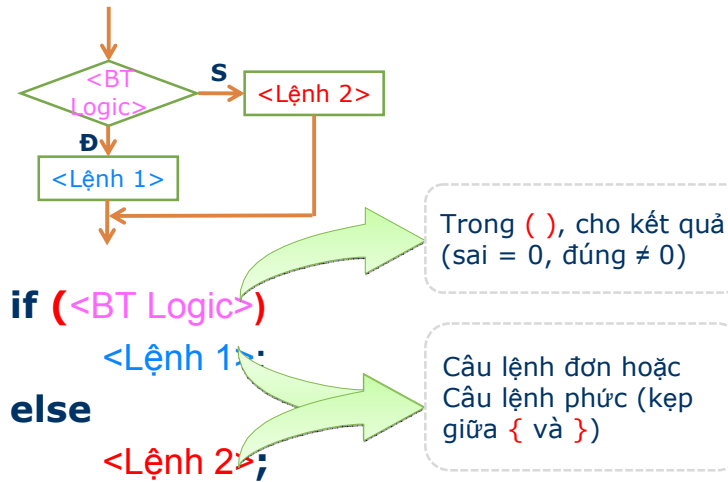 <BT
Logic>
S
<Lệnh 2>
Đ
<Lệnh 1>
Trong ( ), cho kết quả
(sai = 0, đúng ≠ 0)
if (<BT Logic>)
<Lệnh 1>;
else
<Lệnh 2>;
Câu lệnh đơn hoặc
Câu lệnh phức (kẹp
giữa { và })